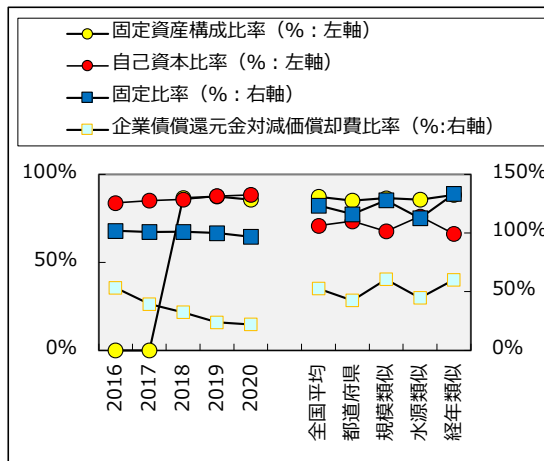 固定資産構成比率（%：左軸）
自己資本比率（%：左軸）
固定比率（%：右軸）
企業債償還元金対減価償却費比率（%:右軸）
100%
50%
0%
150%
100%
50%
0%
2016
2017
2018
2019
2020
全国平均
都道府県
規模類似
水源類似
経年類似